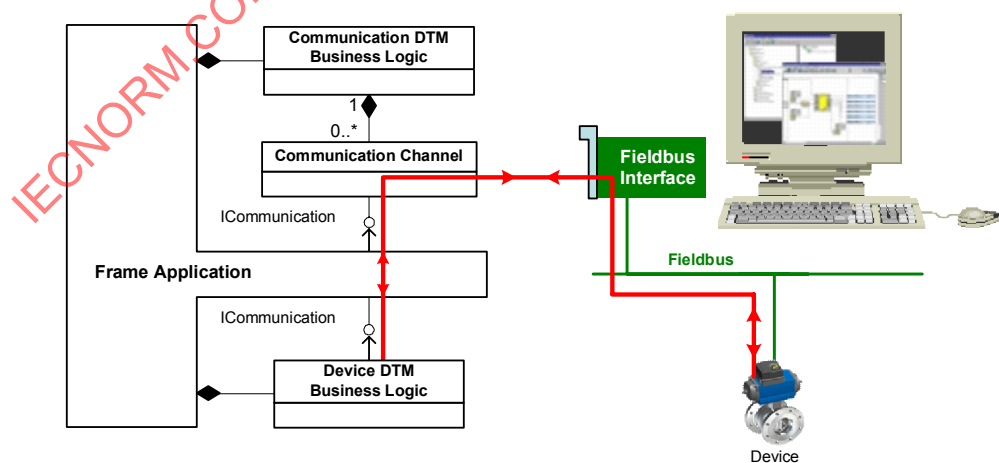 Communication DTM
Business Logic
1
0..*
Communication Channel
ICommunication
Frame Application
ICommunication
Device DTM
Business Logic
Fieldbus
Interface
Fieldbus
Device
IECNORM.CO